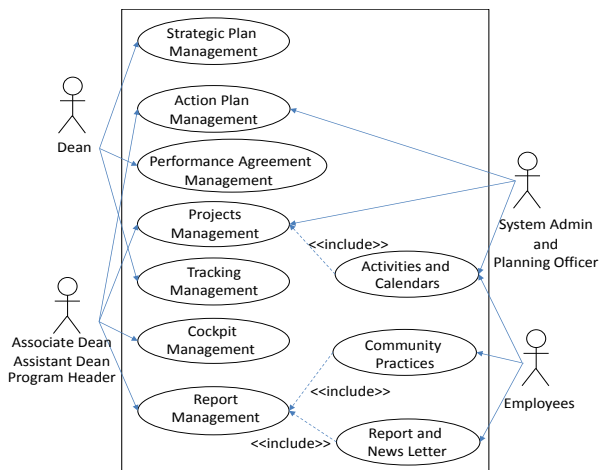 Strategic Plan
Management
Action Plan
Management
Dean
Performance Agreement
Management
Projects
Management
System Admin
and
Planning Officer
<<include>>
Activities and
Calendars
Tracking
Management
Associate Dean
Assistant Dean
Program Header
Cockpit
Management
Community
Practices
<<include>>
Employees
Report
Management
<<include>>
Report and
News Letter